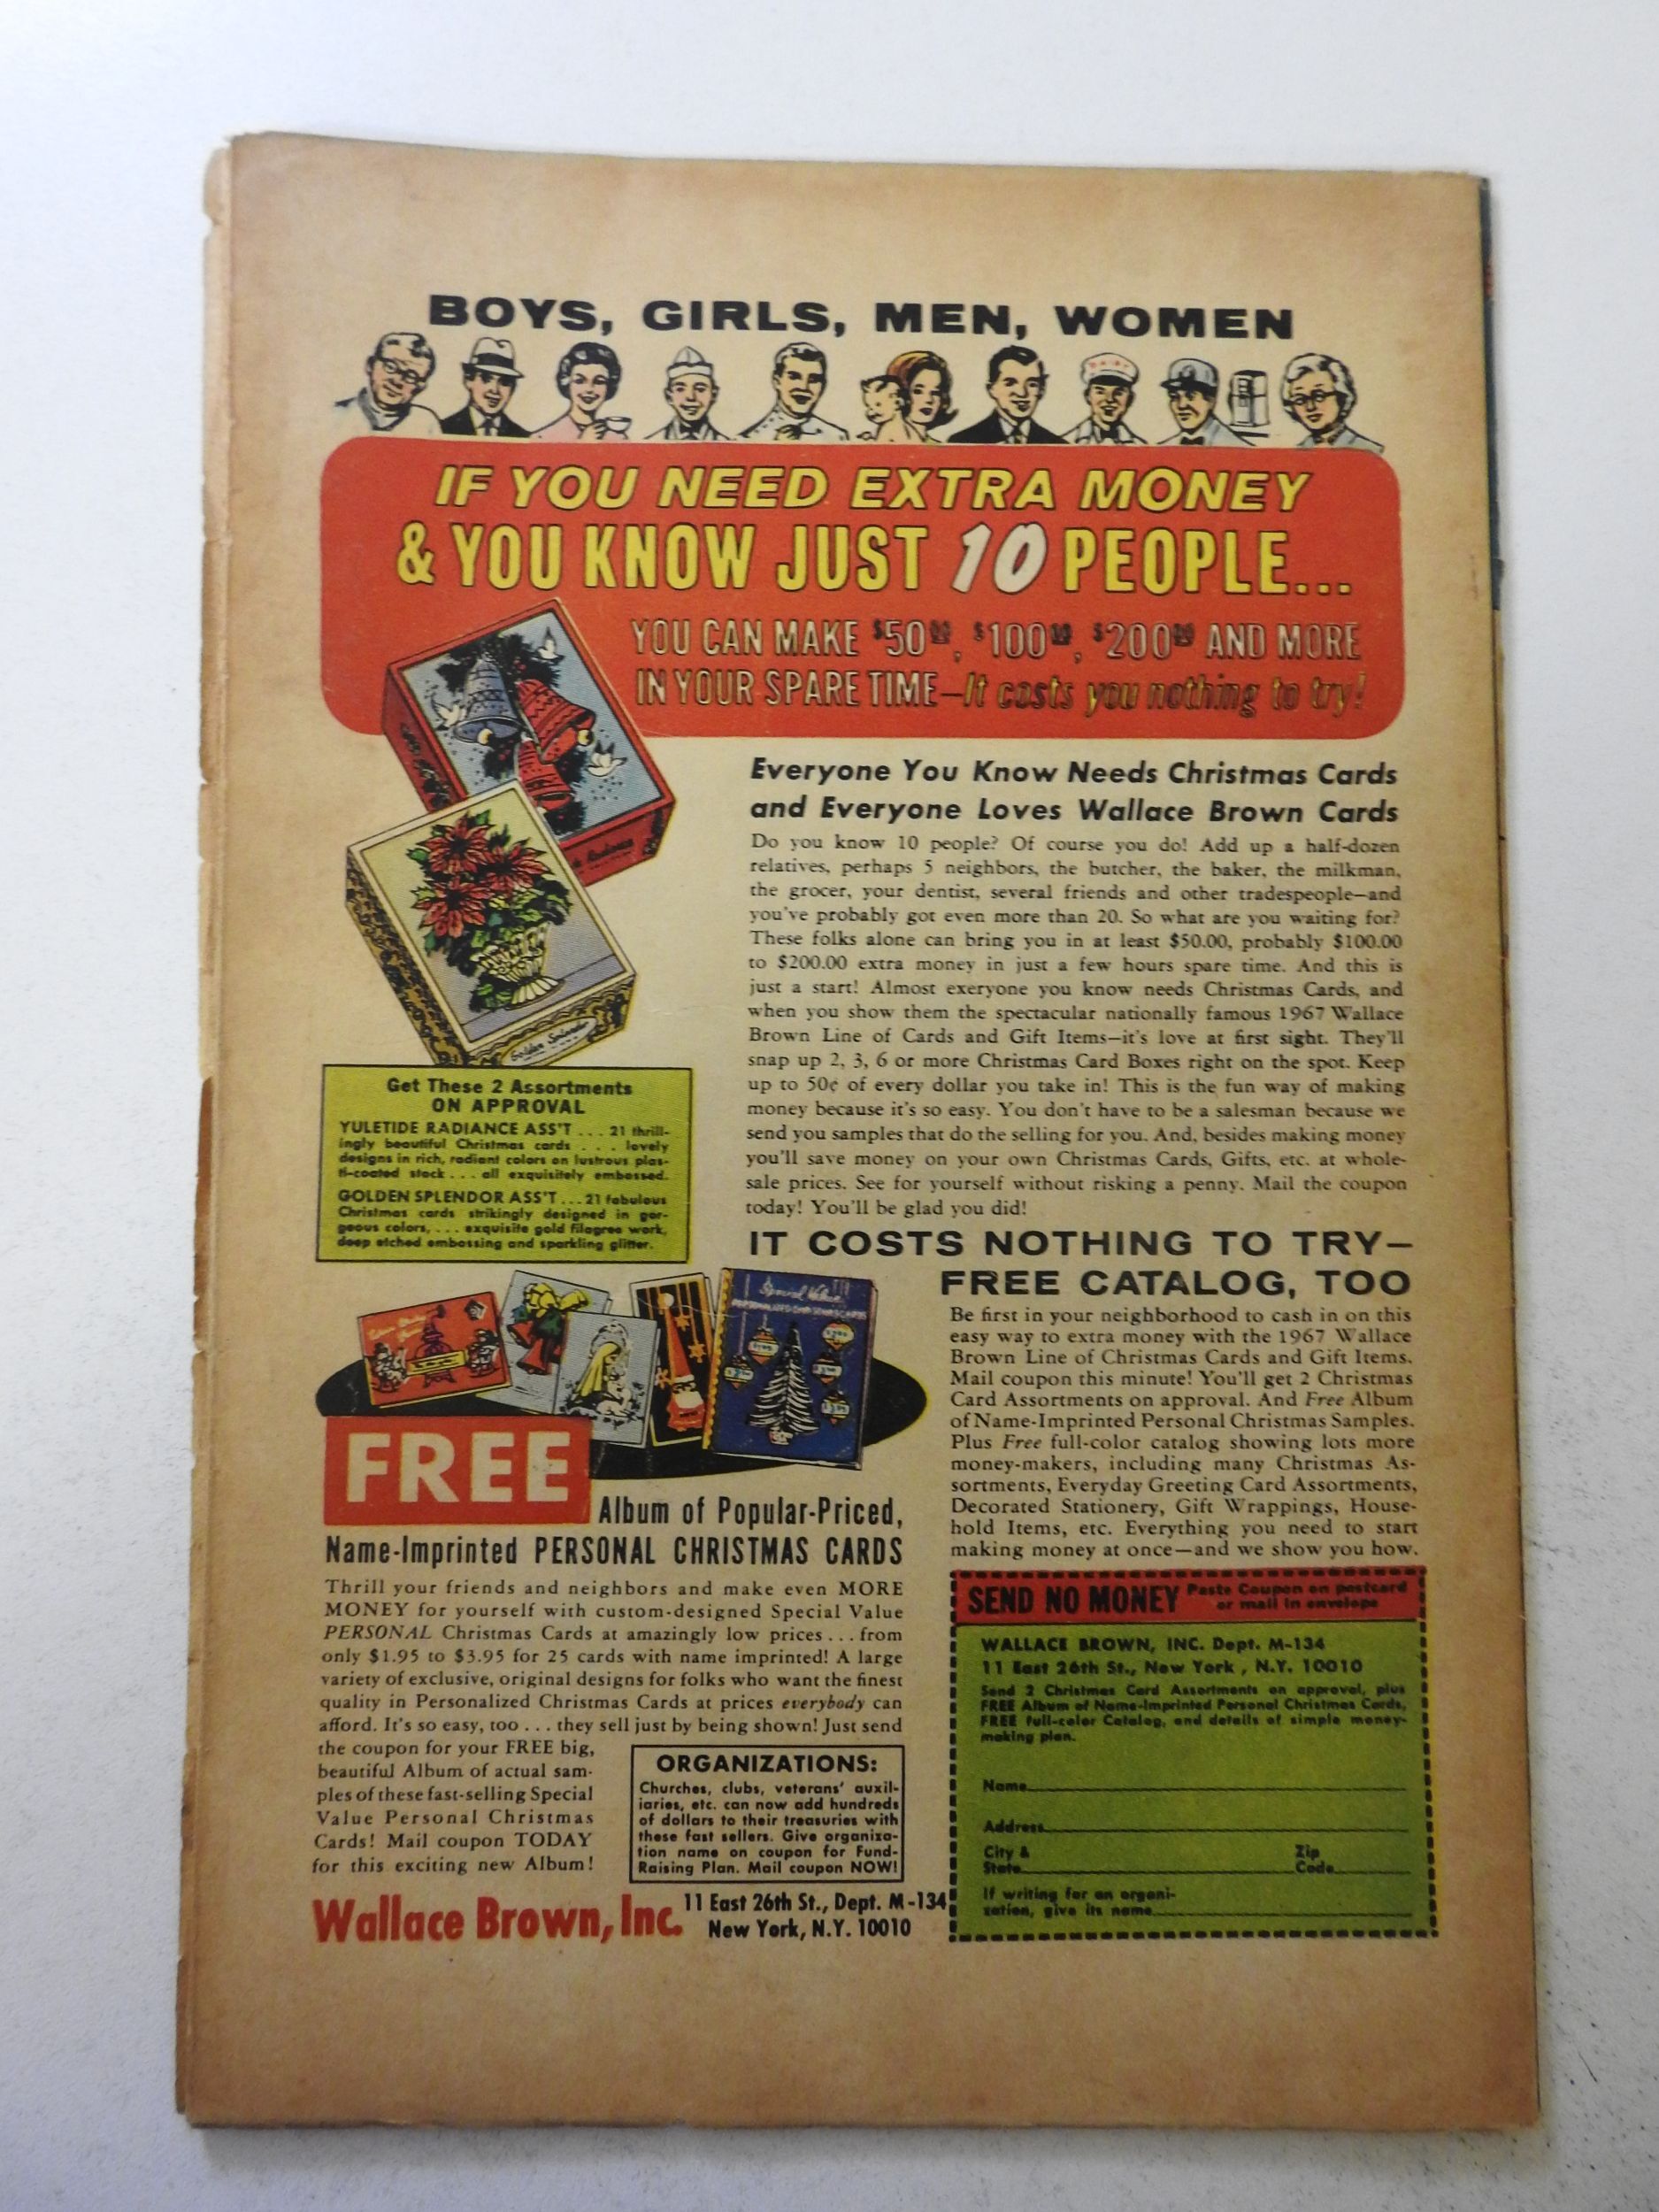 BOYS, GIRLS, MEN, WOMEN
IF YOU NEED EXTRA MONEY
& YOU KNOW JUST 10 PEOPLE...
YOU CAN MAKE $50.00, $100.00, $200.00 AND MORE
IN YOUR SPARE TIME—It costs you nothing to try!
Everyone You Know Needs Christmas Cards
and Everyone Loves Wallace Brown Cards
Do you know 10 people? Of course you do! Add up a half-dozen
relatives, perhaps 5 neighbors, the butcher, the baker, the milkman,
the grocer, your dentist, several friends and other tradespeople—and
you've probably got even more than 20. So what are you waiting for?
These folks alone can bring you in at least $50.00, probably $100.00
to $200.00 extra money in just a few hours spare time. And this is
just a start! Almost exeryone you know needs Christmas Cards, and
when you show them the spectacular nationally famous 1967 Wallace
Brown Line of Cards and Gift Items—it's love at first sight. They'll
snap up 2, 3, 6 or more Christmas Card Boxes right on the spot. Keep
up to 50¢ of every dollar you take in! This is the fun way of making
money because it's so easy. You don't have to be a salesman because we
send you samples that do the selling for you. And, besides making money
you'll save money on your own Christmas Cards, Gifts, etc. at whole-
sale prices. See for yourself without risking a penny. Mail the coupon
today! You'll be glad you did!
Golden Splendor
Get These 2 Assortments
ON APPROVAL
YULETIDE RADIANCE ASS'T . . . 21 thrill-
ingly beautiful Christmas cards . . . lovely
designs in rich, radiant colors on lustrous plas-
ti-coated stock . . . all exquisitely embossed.
GOLDEN SPLENDOR ASS'T . . . 21 fabulous
Christmas cards strikingly designed in gor-
geous colors, . . . exquisite gold filagree work,
deep etched embossing and sparkling glitter.
IT COSTS NOTHING TO TRY—
FREE CATALOG, TOO
Be first in your neighborhood to cash in on this
easy way to extra money with the 1967 Wallace
Brown Line of Christmas Cards and Gift Items.
Mail coupon this minute! You'll get 2 Christmas
Card Assortments on approval. And Free Album
of Name-Imprinted Personal Christmas Samples.
Plus Free full-color catalog showing lots more
money-makers, including many Christmas As-
sortments, Everyday Greeting Card Assortments,
Decorated Stationery, Gift Wrappings, House-
hold Items, etc. Everything you need to start
making money at once—and we show you how.
Special Value
PERSONALIZED CHRISTMAS CARDS
FREE
Album of Popular-Priced,
Name-Imprinted PERSONAL CHRISTMAS CARDS
Thrill your friends and neighbors and make even MORE
MONEY for yourself with custom-designed Special Value
PERSONAL Christmas Cards at amazingly low prices . . . from
only $1.95 to $3.95 for 25 cards with name imprinted! A large
variety of exclusive, original designs for folks who want the finest
quality in Personalized Christmas Cards at prices everybody can
afford. It's so easy, too . . . they sell just by being shown! Just send
the coupon for your FREE big,
beautiful Album of actual sam-
ples of these fast-selling Special
Value Personal Christmas
Cards! Mail coupon TODAY
for this exciting new Album!
ORGANIZATIONS:
Churches, clubs, veterans' auxil-
iaries, etc. can now add hundreds
of dollars to their treasuries with
these fast sellers. Give organiza-
tion name on coupon for Fund-
Raising Plan. Mail coupon NOW!
Wallace Brown, Inc.
11 East 26th St., Dept. M-134
New York, N.Y. 10010
SEND NO MONEY
Paste Coupon on postcard
or mail in envelope
WALLACE BROWN, INC. Dept. M-134
11 East 26th St., New York, N.Y. 10010
Send 2 Christmas Card Assortments on approval, plus
FREE Album of Name-Imprinted Personal Christmas Cards,
FREE full-color Catalog, and details of simple money-
making plan.
Name
Address
City &
State
Zip
Code
If writing for an organi-
zation, give its name